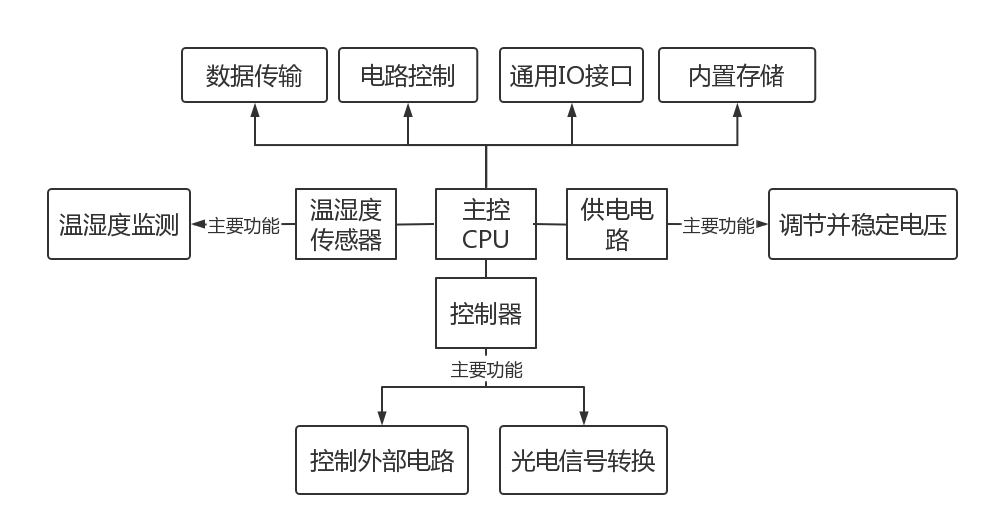 数据传输
电路控制
通用IO接口
内置存储
温湿度监测
主要功能
温湿度
传感器
主控
CPU
供电电
路
主要功能
调节并稳定电压
控制器
主要功能
控制外部电路
光电信号转换